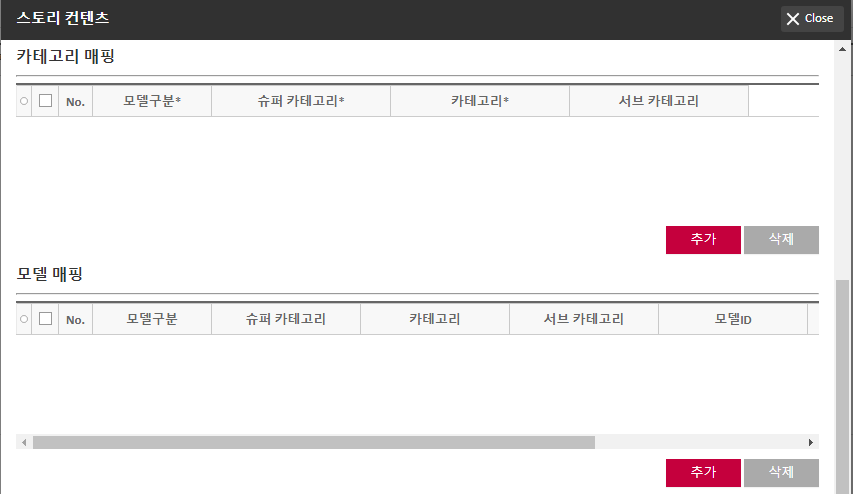 스토리 컨텐츠
Close
카테고리 매핑
No. 모델구분* 슈퍼 카테고리* 카테고리* 서브 카테고리
추가 삭제
모델 매핑
No. 모델구분 슈퍼 카테고리 카테고리 서브 카테고리 모델ID
추가 삭제